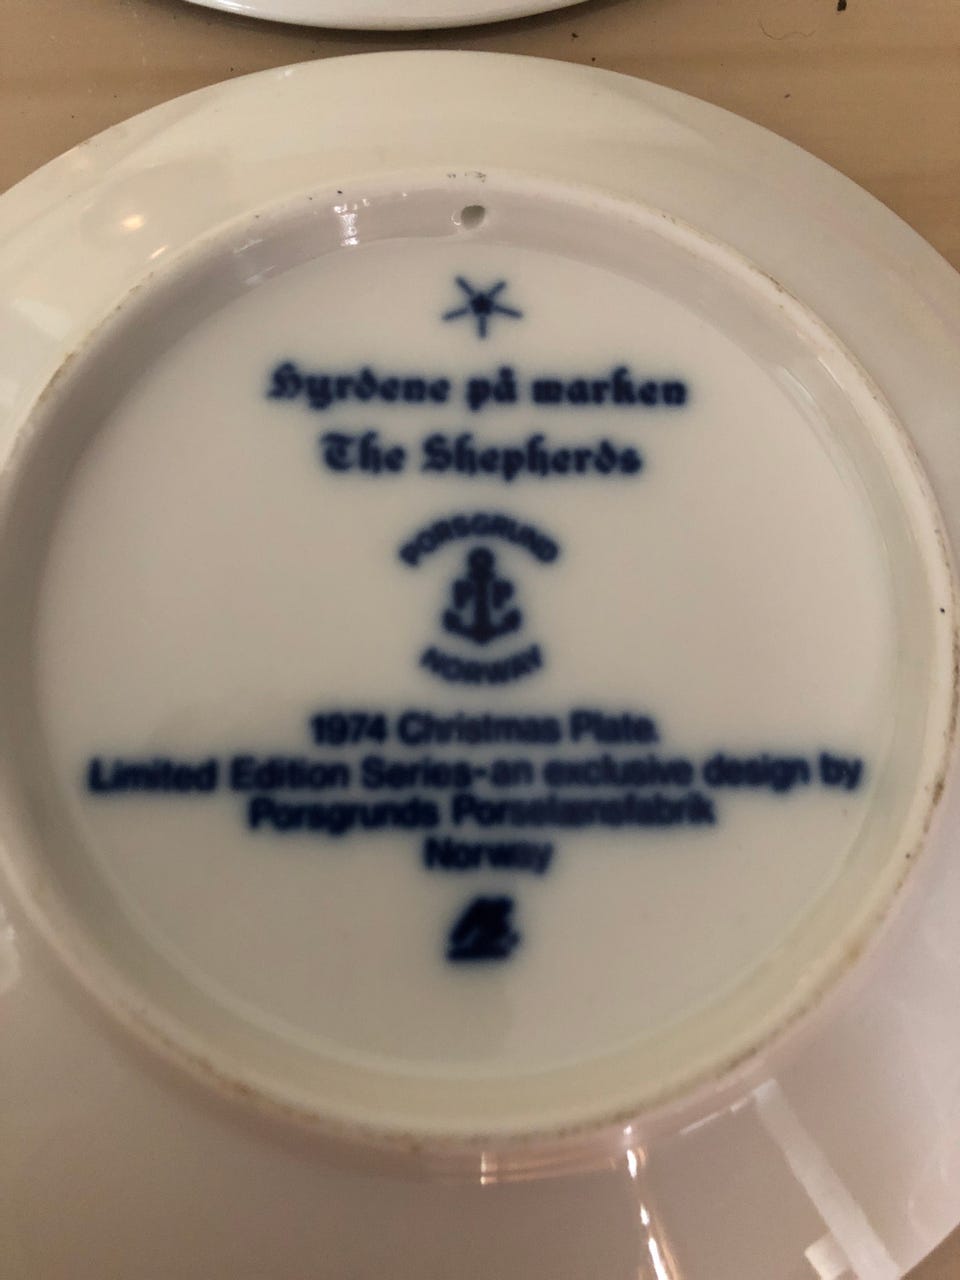 Hyrdene på marken
The Shepherds
PORSGRUND
P P
NORWAY
1974 Christmas Plate.
Limited Edition Series-an exclusive design by
Porsgrunds Porselænsfabrik
Norway